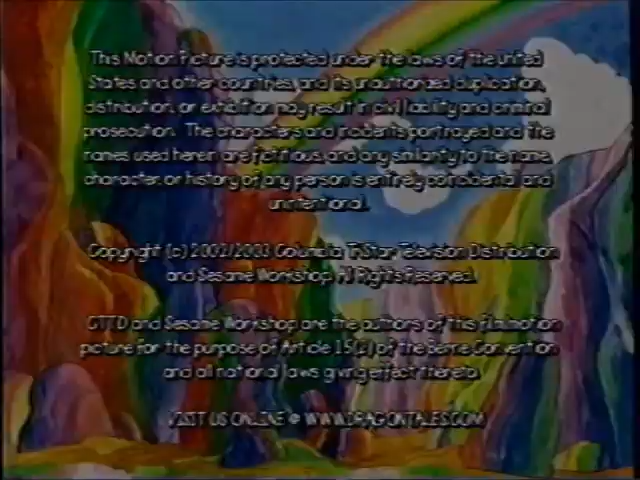 This Motion Picture is protected under the laws of the United
States and other countries, and its unauthorized duplication,
distribution, or exhibition may result in civil liability and criminal
prosecution. The characters and incidents portrayed and the
names used herein are fictitious, and any similarity to the name,
character, or history of any person is entirely coincidental and
unintentional.
Copyright (c) 2002/2003 Columbia TriStar Television Distribution
and Sesame Workshop. All Rights Reserved.
CTTD and Sesame Workshop are the authors of this film/motion
picture for the purpose of Article 15(2) of the Berne Convention
and all national laws giving effect thereto.
VISIT US ONLINE @ WWW.DRAGONTALES.COM